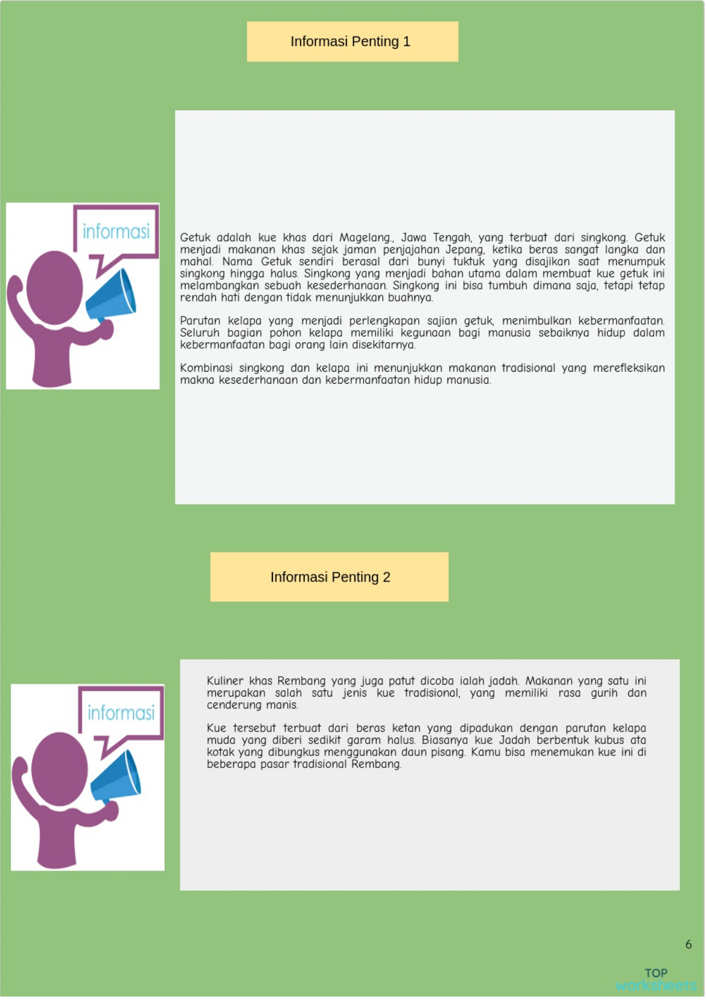 Informasi Penting 1
informasi
Getuk adalah kue khas dari Magelang., Jawa Tengah, yang terbuat dari singkong. Getuk
menjadi makanan khas sejak jaman penjajahan Jepang, ketika beras sangat langka dan
mahal. Nama Getuk sendiri berasal dari bunyi tuktuk yang disajikan saat menumpuk
singkong hingga halus. Singkong yang menjadi bahan utama dalam membuat kue getuk ini
melambangkan sebuah kesederhanaan. Singkong ini bisa tumbuh dimana saja, tetapi tetap
rendah hati dengan tidak menunjukkan buahnya.
Parutan kelapa yang menjadi perlengkapan sajian getuk, menimbulkan kebermanfaatan.
Seluruh bagian pohon kelapa memiliki kegunaan bagi manusia sebaiknya hidup dalam
kebermanfaatan bagi orang lain disekitarnya.
Kombinasi singkong dan kelapa ini menunjukkan makanan tradisional yang merefleksikan
makna kesederhanaan dan kebermanfaatan hidup manusia.
Informasi Penting 2
informasi
Kuliner khas Rembang yang juga patut dicoba ialah jadah. Makanan yang satu ini
merupakan salah satu jenis kue tradisional, yang memiliki rasa gurih dan
cenderung manis.
Kue tersebut terbuat dari beras ketan yang dipadukan dengan parutan kelapa
muda yang diberi sedikit garam halus. Biasanya kue Jadah berbentuk kubus ata
kotak yang dibungkus menggunakan daun pisang. Kamu bisa menemukan kue ini di
beberapa pasar tradisional Rembang.
6
TOP
worksheets